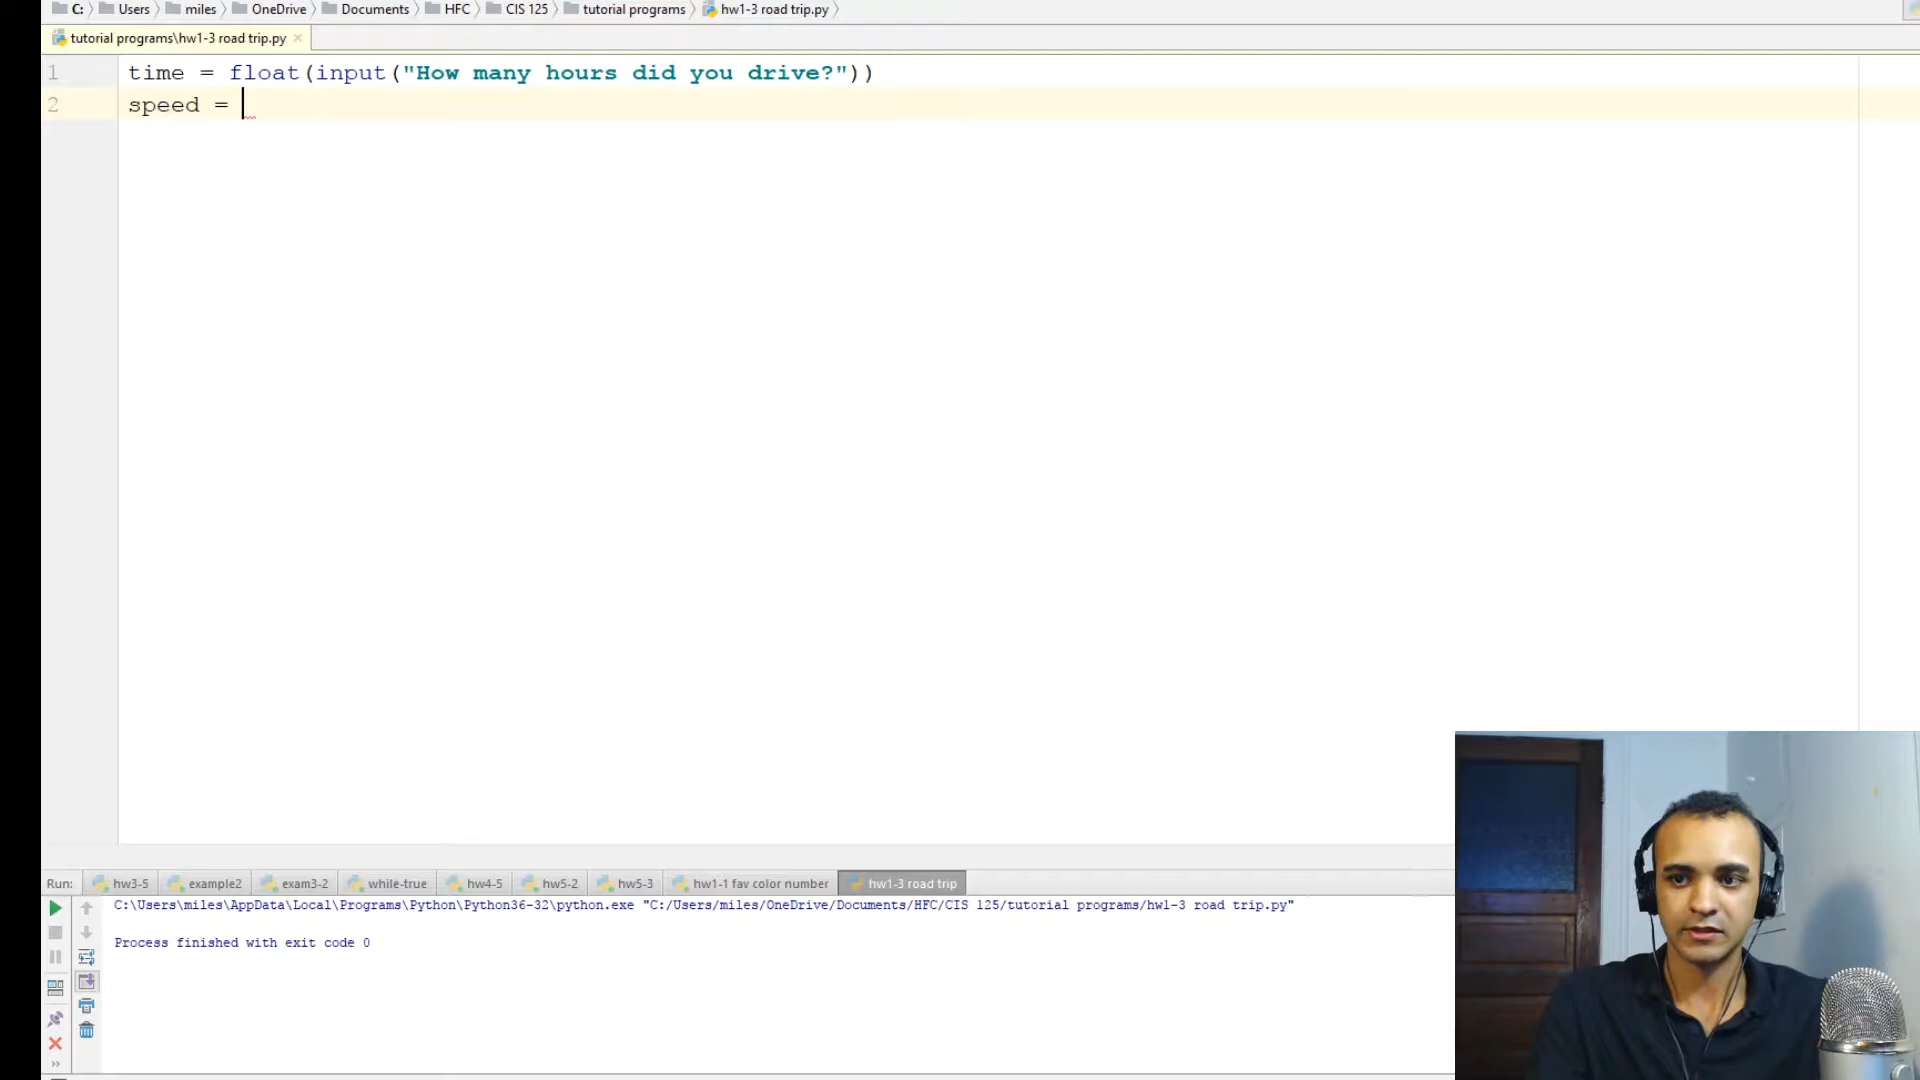 C: Users miles OneDrive Documents HFC CIS 125 tutorial programs hw1-3 road trip.py
tutorial programs\hw1-3 road trip.py
1 time = float(input("How many hours did you drive?"))
2 speed =
Run: hw3-5 example2 exam3-2 while-true hw4-5 hw5-2 hw5-3 hw1-1 fav color number hw1-3 road trip
C:\Users\miles\AppData\Local\Programs\Python\Python36-32\python.exe "C:/Users/miles/OneDrive/Documents/HFC/CIS 125/tutorial programs/hw1-3 road trip.py"
Process finished with exit code 0